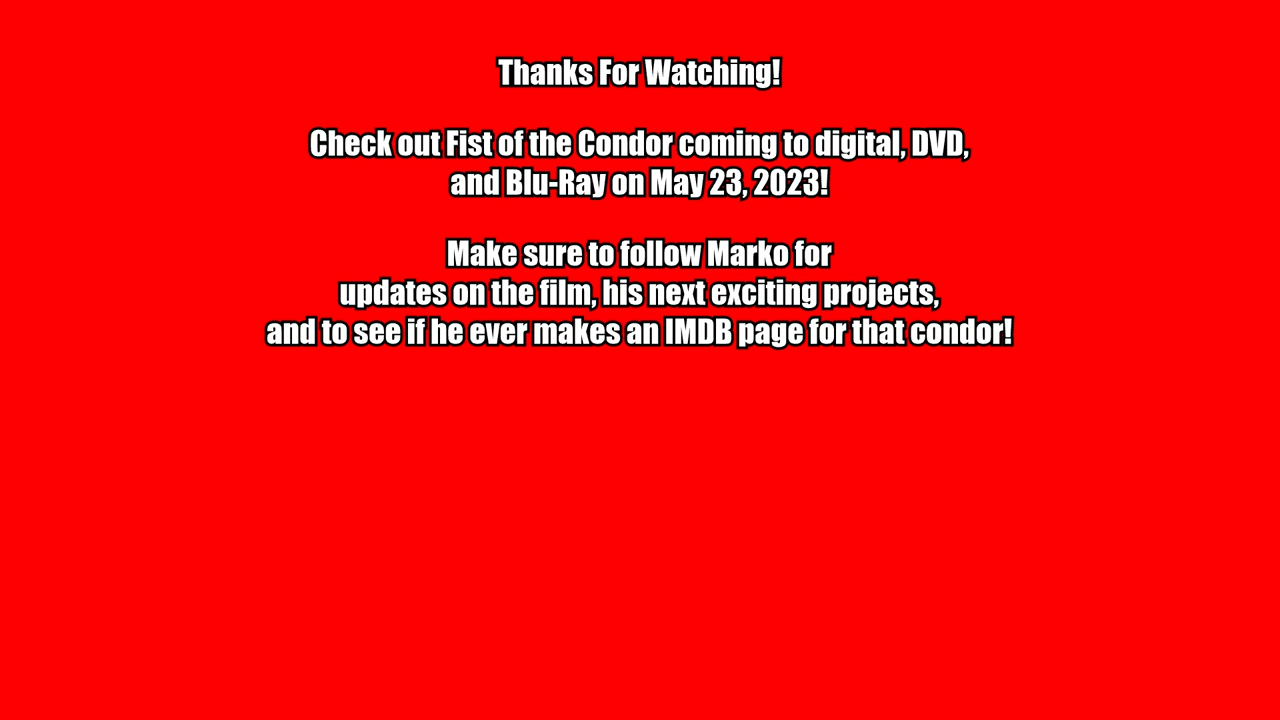 Thanks For Watching!
Check out Fist of the Condor coming to digital, DVD,
and Blu-Ray on May 23, 2023!
Make sure to follow Marko for
updates on the film, his next exciting projects,
and to see if he ever makes an IMDB page for that condor!